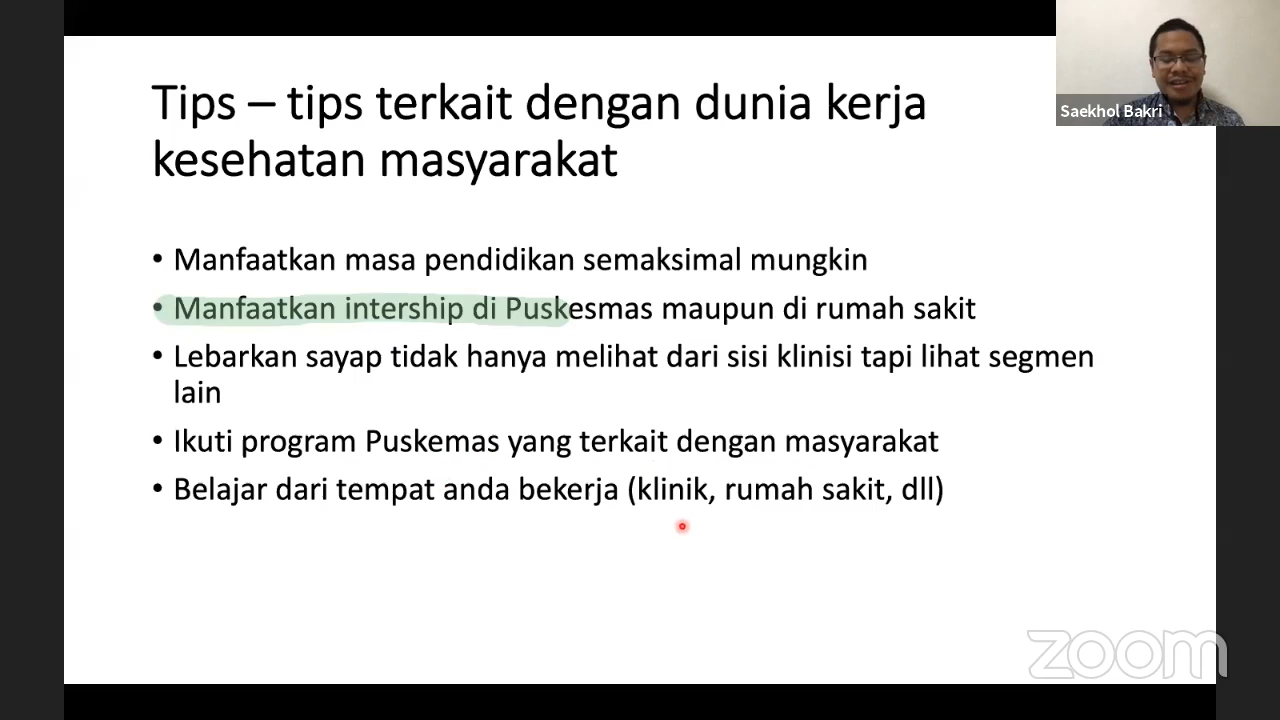 Tips – tips terkait dengan dunia kerja
kesehatan masyarakat
• Manfaatkan masa pendidikan semaksimal mungkin
• Manfaatkan intership di Puskesmas maupun di rumah sakit
• Lebarkan sayap tidak hanya melihat dari sisi klinisi tapi lihat segmen
lain
• Ikuti program Puskemas yang terkait dengan masyarakat
• Belajar dari tempat anda bekerja (klinik, rumah sakit, dll)
Saekhol Bakri
zoom